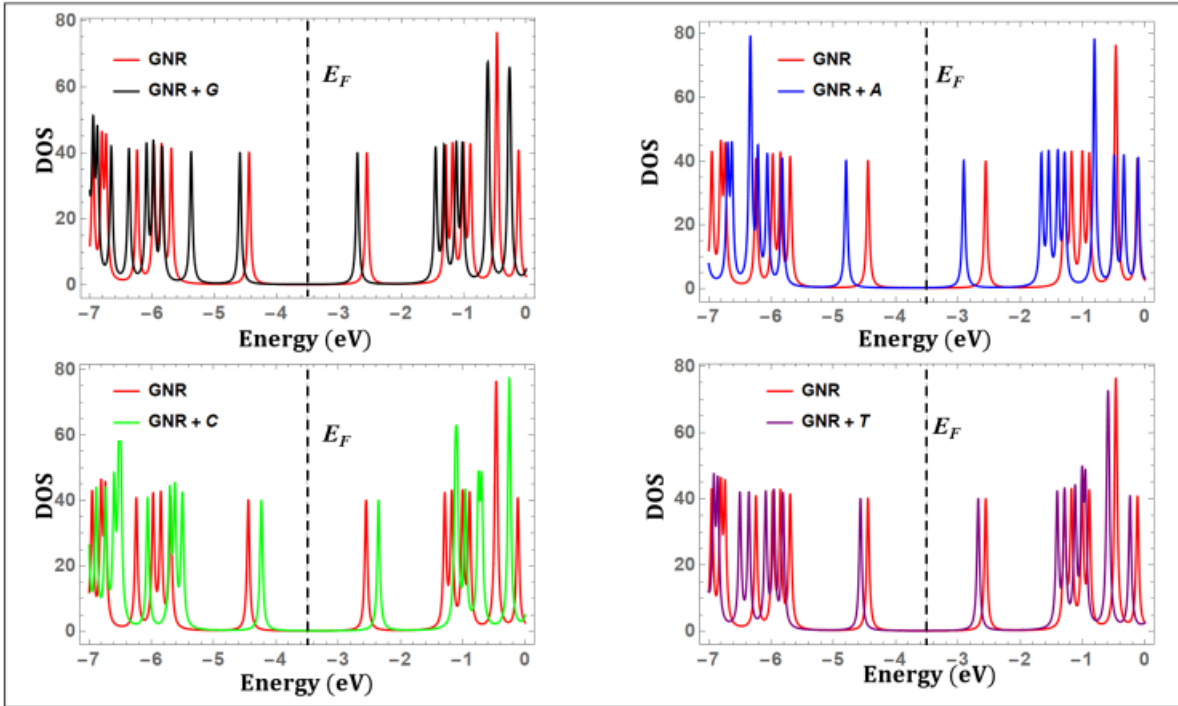 80
60
40
20
0
DOS
GNR
GNR + G
E_F
−7 −6 −5 −4 −3 −2 −1 0
Energy (eV)
80
60
40
20
0
DOS
GNR
GNR + A
E_F
−7 −6 −5 −4 −3 −2 −1 0
Energy (eV)
80
60
40
20
0
DOS
GNR
GNR + C
E_F
−7 −6 −5 −4 −3 −2 −1 0
Energy (eV)
80
60
40
20
0
DOS
GNR
GNR + T
E_F
−7 −6 −5 −4 −3 −2 −1 0
Energy (eV)